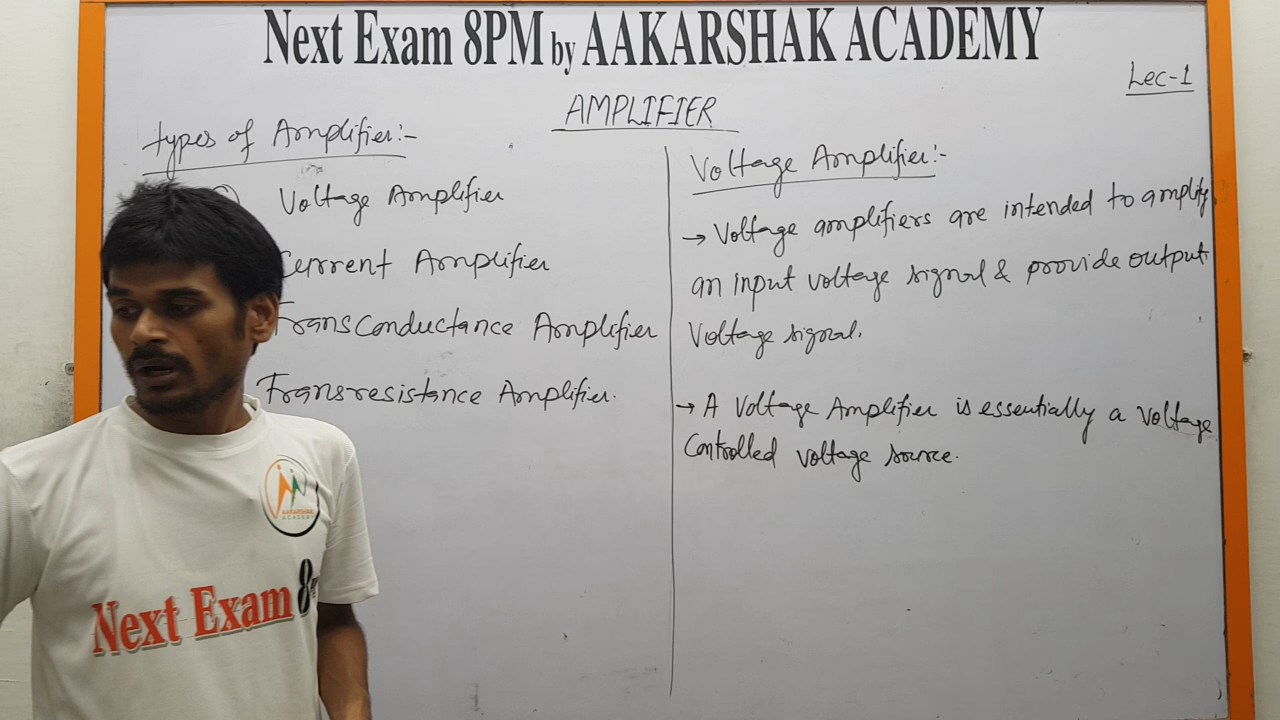 Next Exam 8PM by AAKARSHAK ACADEMY
Lec-1
AMPLIFIER
Types of Amplifier:-
Voltage Amplifier
Current Amplifier
TransConductance Amplifier
Transresistance Amplifier.
Voltage Amplifier:-
→ Voltage amplifiers are intended to amplify
an input voltage signal & provide output
Voltage signal.
→ A Voltage Amplifier is essentially a Voltage
Controlled voltage source.
AAKARSHAK
ACADEMY
Next Exam 8